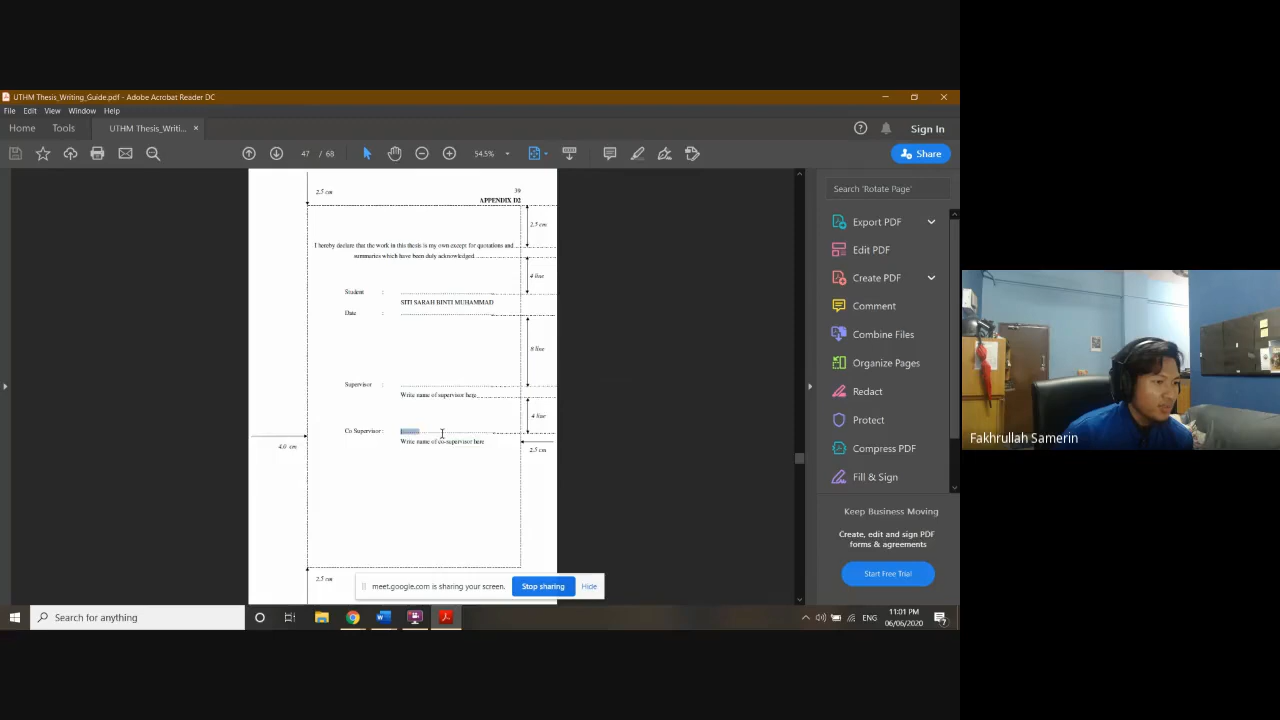 UTHM Thesis_Writing_Guide.pdf - Adobe Acrobat Reader DC
File Edit View Window Help
Home Tools UTHM Thesis_Writi... × Sign In
47 / 68 54.5% Share
2.5 cm
39
APPENDIX D2
2.5 cm
I hereby declare that the work in this thesis is my own except for quotations and
summaries which have been duly acknowledged
4 line
Student :
SITI SARAH BINTI MUHAMMAD
Date :
8 line
Supervisor :
Write name of supervisor here
4 line
Co Supervisor :
Write name of co-supervisor here
4.0 cm
2.5 cm
2.5 cm
Search 'Rotate Page'
Export PDF
Edit PDF
Create PDF
Comment
Combine Files
Organize Pages
Redact
Protect
Compress PDF
Fill & Sign
Keep Business Moving
Create, edit and sign PDF
forms & agreements
Start Free Trial
meet.google.com is sharing your screen. Stop sharing Hide
Search for anything
ENG
11:01 PM
06/06/2020
Fakhrullah Samerin